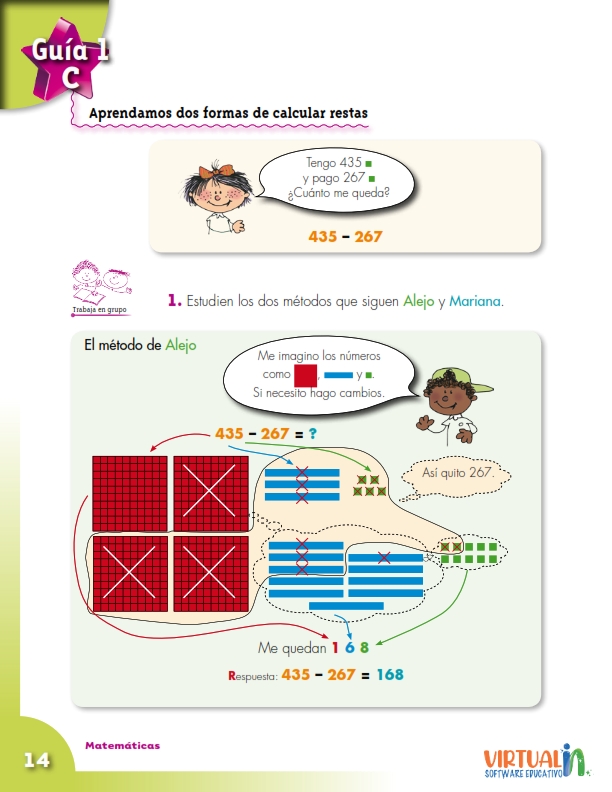 Guía 1
C
Aprendamos dos formas de calcular restas
Tengo 435
y pago 267
¿Cuánto me queda?
435 – 267
Trabaja en grupo
1. Estudien los dos métodos que siguen Alejo y Mariana.
El método de Alejo
Me imagino los números
como , y .
Si necesito hago cambios.
435 – 267 = ?
Así quito 267.
Me quedan 1 6 8
Respuesta: 435 – 267 = 168
Matemáticas
14
VIRTUAL in
SOFTWARE EDUCATIVO